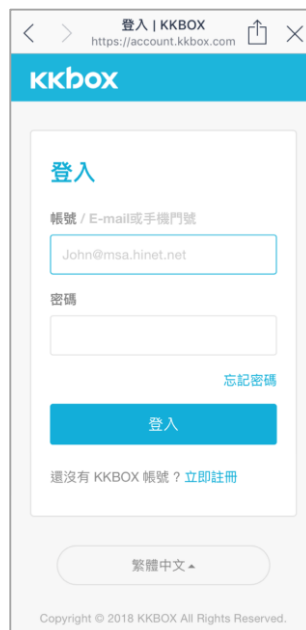 登入 | KKBOX
https://account.kkbox.com
KKBOX
登入
帳號 / E-mail或手機門號
John@msa.hinet.net
密碼
忘記密碼
登入
還沒有 KKBOX 帳號？立即註冊
繁體中文
Copyright © 2018 KKBOX All Rights Reserved.